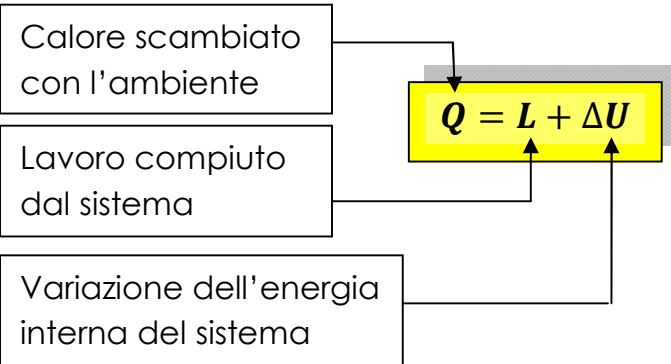 Calore scambiato
con l’ambiente
Q = L + ΔU
Lavoro compiuto
dal sistema
Variazione dell’energia
interna del sistema